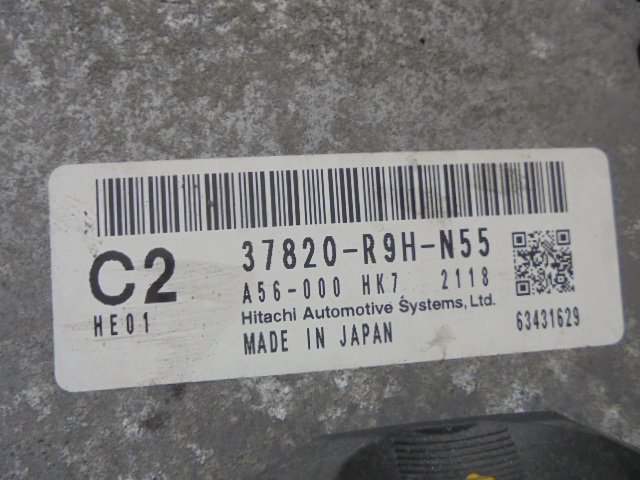 C2
HE01
37820-R9H-N55
A56-000 HK7 2118
Hitachi Automotive Systems, Ltd.
MADE IN JAPAN
63431629